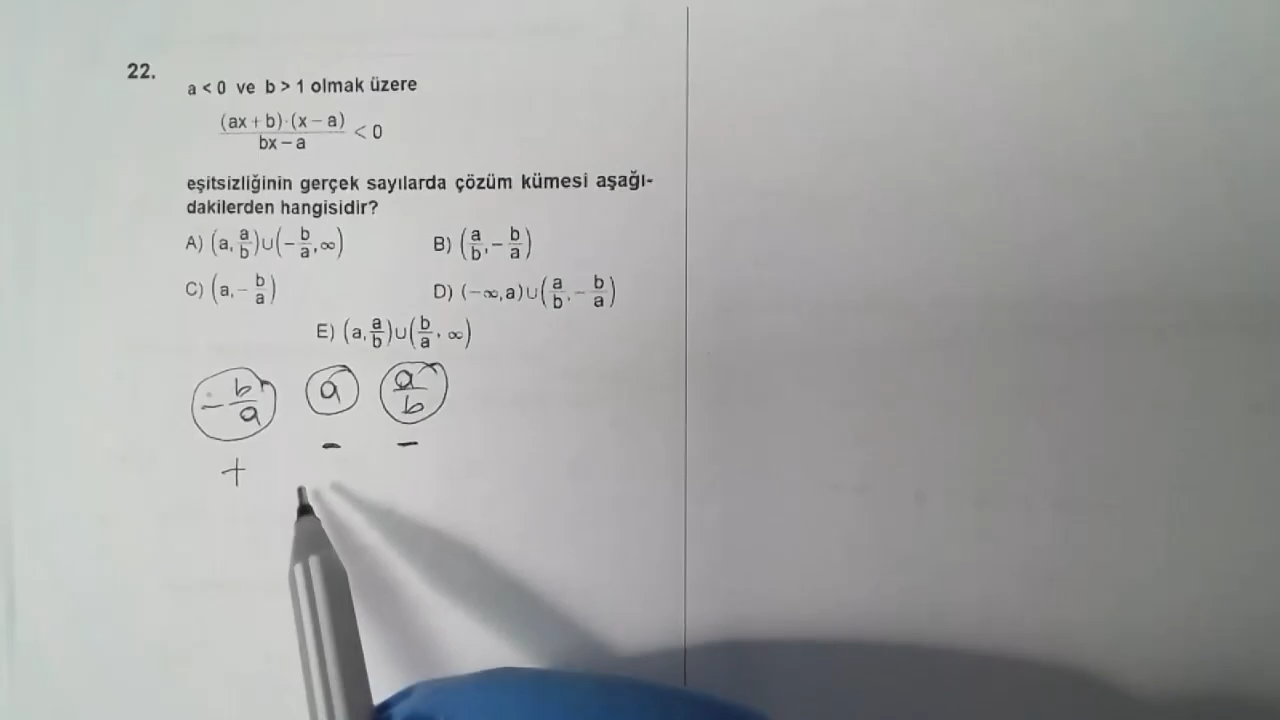 22.
a < 0 ve b > 1 olmak üzere
(ax + b)·(x – a)
bx – a
< 0
eşitsizliğinin gerçek sayılarda çözüm kümesi aşağı-
dakilerden hangisidir?
A) (a, a/b)∪(–b/a, ∞)
B) (a/b, –b/a)
C) (a, –b/a)
D) (–∞, a)∪(a/b, –b/a)
E) (a, a/b)∪(b/a, ∞)
–b/a a a/b
+ - -